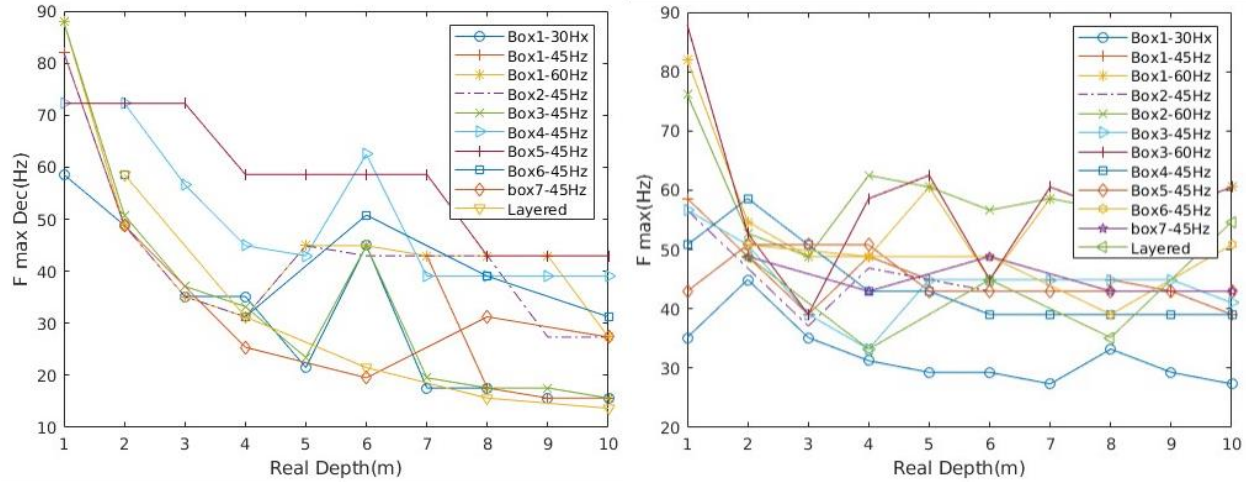 F max Dec(Hz)
90
80
70
60
50
40
30
20
10
1 2 3 4 5 6 7 8 9 10
Real Depth(m)
Box1-30Hx
Box1-45Hz
Box1-60Hz
Box2-45Hz
Box3-45Hz
Box4-45Hz
Box5-45Hz
Box6-45Hz
box7-45Hz
Layered
F max(Hz)
90
80
70
60
50
40
30
20
1 2 3 4 5 6 7 8 9 10
Real Depth(m)
Box1-30Hx
Box1-45Hz
Box1-60Hz
Box2-45Hz
Box2-60Hz
Box3-45Hz
Box3-60Hz
Box4-45Hz
Box5-45Hz
Box6-45Hz
box7-45Hz
Layered